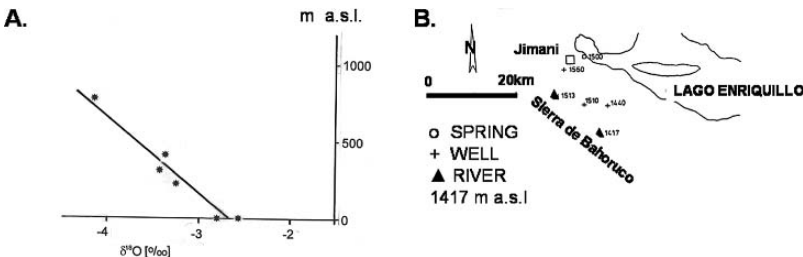 A.
m a.s.l.
1000
500
0
-4
-3
-2
δ¹⁸O [º/₀₀]
B.
N
Jimani
1500
1560
0
20km
LAGO ENRIQUILLO
1513
1510
1440
1417
Sierra de Bahoruco
SPRING
WELL
RIVER
1417 m a.s.l